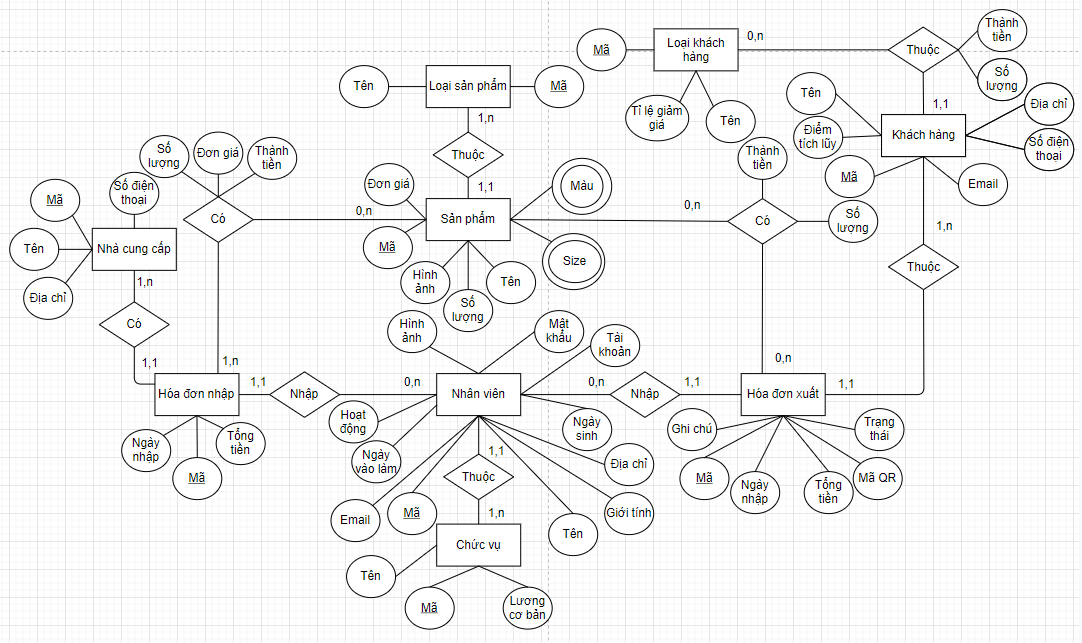 Thành
tiền
Loại khách
hàng
0,n
Mã
Thuộc
Số
lượng
Tên
Loại sản phẩm
Mã
Tỉ lệ giảm
giá
Tên
Tên
1,1
Địa chỉ
1,n
Điểm
tích lũy
Khách hàng
Số điện
thoại
Số
lượng
Đơn giá
Thành
tiền
Thuộc
Thành
tiền
Mã
Email
Số điện
thoại
Mã
Đơn giá
1,1
Màu
0,n
0,n
Có
Sản phẩm
Có
Số
lượng
1,n
Tên
Nhà cung cấp
Mã
Size
Thuộc
Hình
ảnh
Tên
Địa chỉ
1,n
Số
lượng
Có
Hình
ảnh
Mật
khẩu
Tài
khoản
1,1
1,n
0,n
Hóa đơn nhập
1,1
Nhập
0,n
Nhân viên
0,n
Nhập
1,1
Hóa đơn xuất
1,1
Hoạt
động
Ngày
sinh
Ghi chú
Trạng
thái
Ngày
nhập
Tổng
tiền
Ngày
vào làm
1,1
Địa chỉ
Mã
Thuộc
Mã
Ngày
nhập
Tổng
tiền
Mã QR
Email
Mã
1,n
Giới tính
Tên
Chức vụ
Tên
Mã
Lương
cơ bản